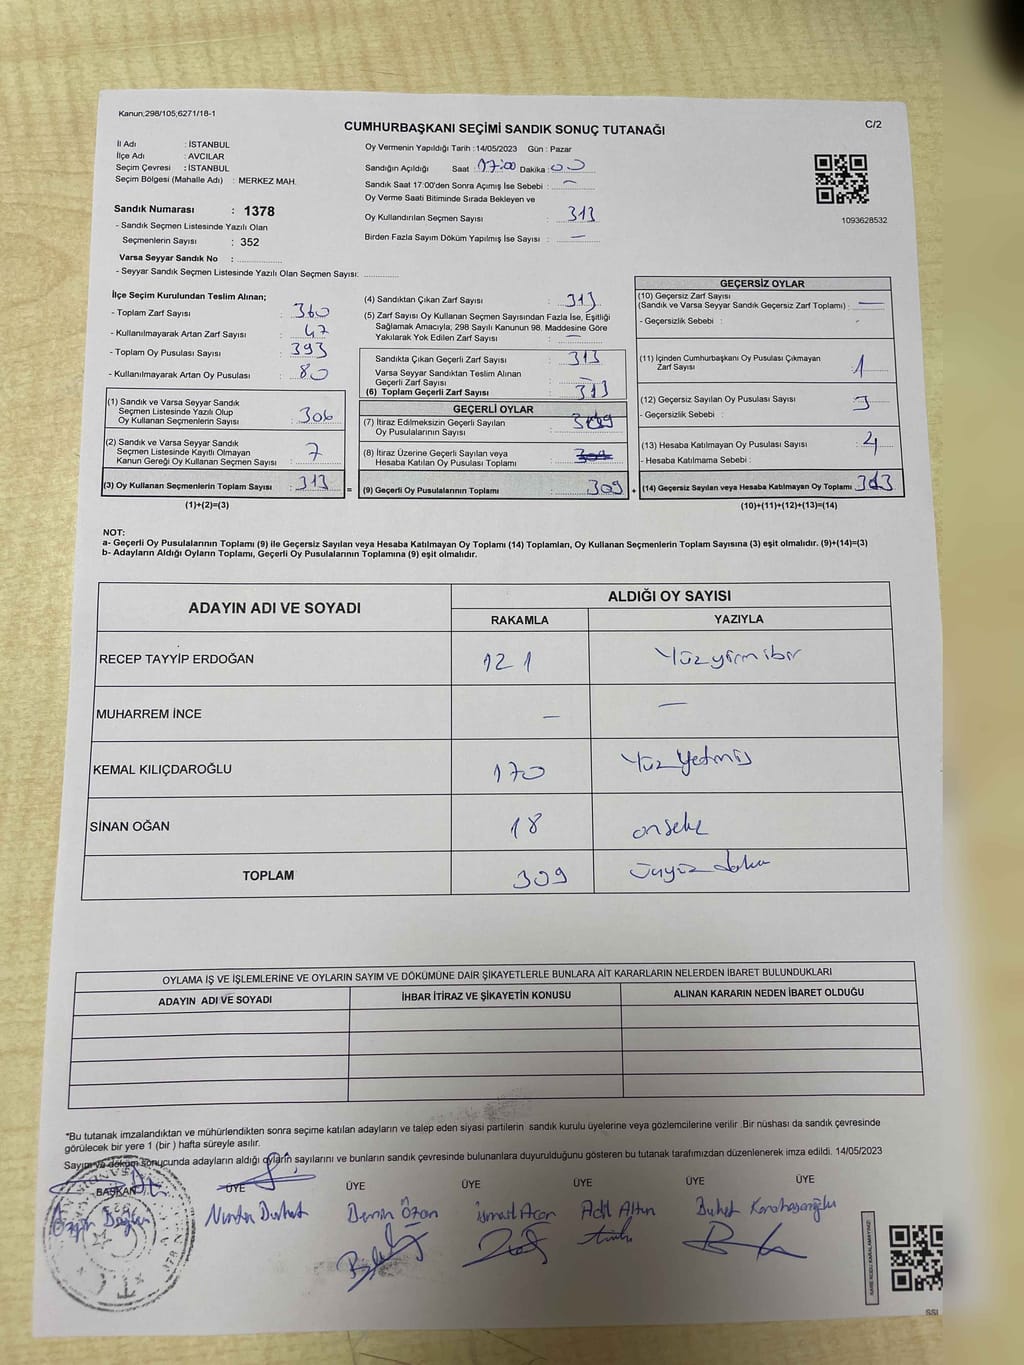 Kanun;298/105;6271/18-1
C/2
CUMHURBAŞKANI SEÇİMİ SANDIK SONUÇ TUTANAĞI
İl Adı : İSTANBUL
İlçe Adı : AVCILAR
Seçim Çevresi : İSTANBUL
Seçim Bölgesi (Mahalle Adı) : MERKEZ MAH.
Sandık Numarası : 1378
- Sandık Seçmen Listesinde Yazılı Olan
Seçmenlerin Sayısı : 352
Varsa Seyyar Sandık No :
- Seyyar Sandık Seçmen Listesinde Yazılı Olan Seçmen Sayısı:
Oy Vermenin Yapıldığı Tarih :14/05/2023 Gün : Pazar
Sandığın Açıldığı Saat :17:00 Dakika:00
Sandık Saat 17:00'den Sonra Açımış İse Sebebi : —
Oy Verme Saati Bitiminde Sırada Bekleyen ve
Oy Kullandırılan Seçmen Sayısı : 313
Birden Fazla Sayım Döküm Yapılmış İse Sayısı : —
1093628532
İlçe Seçim Kurulundan Teslim Alınan;
- Toplam Zarf Sayısı : 360
- Kullanılmayarak Artan Zarf Sayısı : 47
- Toplam Oy Pusulası Sayısı : 393
- Kullanılmayarak Artan Oy Pusulası : 80
(1) Sandık ve Varsa Seyyar Sandık
Seçmen Listesinde Yazılı Olup
Oy Kullanan Seçmenlerin Sayısı : 306
(2) Sandık ve Varsa Seyyar Sandık
Seçmen Listesinde Kayıtlı Olmayan
Kanun Gereği Oy Kullanan Seçmen Sayısı : 7
(3) Oy Kullanan Seçmenlerin Toplam Sayısı : 313 =
(1)+(2)=(3)
(4) Sandıktan Çıkan Zarf Sayısı : 313
(5) Zarf Sayısı Oy Kullanan Seçmen Sayısından Fazla İse, Eşitliği
Sağlamak Amacıyla; 298 Sayılı Kanunun 98. Maddesine Göre
Yakılarak Yok Edilen Zarf Sayısı : —
Sandıkta Çıkan Geçerli Zarf Sayısı : 313
Varsa Seyyar Sandıktan Teslim Alınan
Geçerli Zarf Sayısı : —
(6) Toplam Geçerli Zarf Sayısı : 313
GEÇERLİ OYLAR
(7) İtiraz Edilmeksizin Geçerli Sayılan
Oy Pusulalarının Sayısı : 309
(8) İtiraz Üzerine Geçerli Sayılan veya
Hesaba Katılan Oy Pusulası Toplamı :
(9) Geçerli Oy Pusulalarının Toplamı : 309 +
GEÇERSİZ OYLAR
(10) Geçersiz Zarf Sayısı
(Sandık ve Varsa Seyyar Sandık Geçersiz Zarf Toplamı) : —
- Geçersizlik Sebebi : -
(11) İçinden Cumhurbaşkanı Oy Pusulası Çıkmayan
Zarf Sayısı : 1
(12) Geçersiz Sayılan Oy Pusulası Sayısı : 3
- Geçersizlik Sebebi :
(13) Hesaba Katılmayan Oy Pusulası Sayısı : 4
- Hesaba Katılmama Sebebi :
(14) Geçersiz Sayılan veya Hesaba Katılmayan Oy Toplamı : 313
(10)+(11)+(12)+(13)=(14)
NOT:
a- Geçerli Oy Pusulalarının Toplamı (9) ile Geçersiz Sayılan veya Hesaba Katılmayan Oy Toplamı (14) Toplamları, Oy Kullanan Seçmenlerin Toplam Sayısına (3) eşit olmalıdır. (9)+(14)=(3)
b- Adayların Aldığı Oyların Toplamı, Geçerli Oy Pusulalarının Toplamına (9) eşit olmalıdır.
ADAYIN ADI VE SOYADI
ALDIĞI OY SAYISI
RAKAMLA YAZIYLA
RECEP TAYYİP ERDOĞAN 121 Yüzyirmibir
MUHARREM İNCE — —
KEMAL KILIÇDAROĞLU 170 Yüz Yetmiş
SİNAN OĞAN 18 onsekiz
TOPLAM 309 üçyüz dokuz
OYLAMA İŞ VE İŞLEMLERİNE VE OYLARIN SAYIM VE DÖKÜMÜNE DAİR ŞİKAYETLERLE BUNLARA AİT KARARLARIN NELERDEN İBARET BULUNDUKLARI
ADAYIN ADI VE SOYADI İHBAR İTİRAZ VE ŞİKAYETİN KONUSU ALINAN KARARIN NEDEN İBARET OLDUĞU
*Bu tutanak imzalandıktan ve mühürlendikten sonra seçime katılan adayların ve talep eden siyasi partilerin sandık kurulu üyelerine veya gözlemcilerine verilir .Bir nüshası da sandık çevresinde
görülecek bir yere 1 (bir ) hafta süreyle asılır.
Sayım ve döküm sonucunda adayların aldığı oyların sayılarını ve bunların sandık çevresinde bulunanlara duyurulduğunu gösteren bu tutanak tarafımızdan düzenlenerek imza edildi. 14/05/2023
BAŞKAN ÜYE ÜYE ÜYE ÜYE ÜYE ÜYE
İsmail Acar Adil Altun Buket Karahasanoğlu